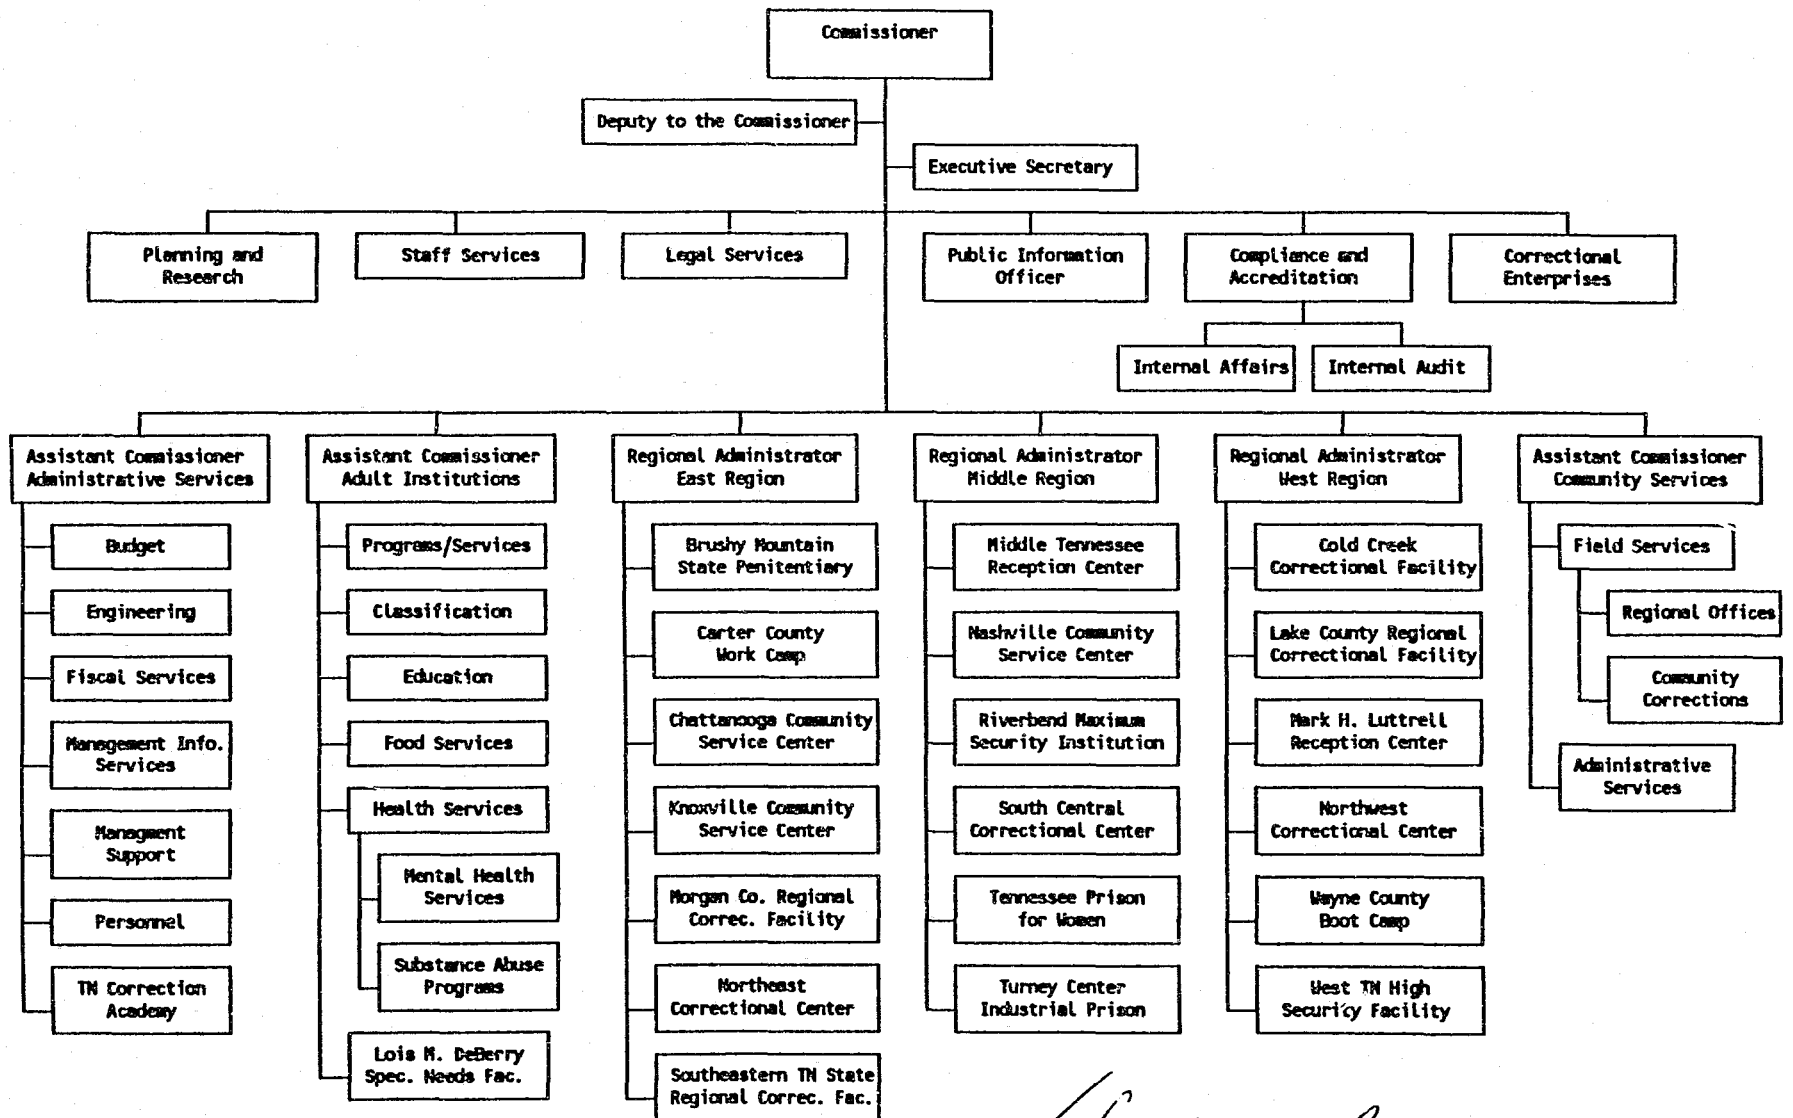 Commissioner
Deputy to the Commissioner
Executive Secretary
Planning and
Research
Staff Services
Legal Services
Public Information
Officer
Compliance and
Accreditation
Correctional
Enterprises
Internal Affairs
Internal Audit
Assistant Commissioner
Administrative Services
Budget
Engineering
Fiscal Services
Management Info.
Services
Managment
Support
Personnel
TN Correction
Academy
Assistant Commissioner
Adult Institutions
Programs/Services
Classification
Education
Food Services
Health Services
Mental Health
Services
Substance Abuse
Programs
Lois M. DeBerry
Spec. Needs Fac.
Regional Administrator
East Region
Brushy Mountain
State Penitentiary
Carter County
Work Camp
Chattanooga Community
Service Center
Knoxville Community
Service Center
Morgan Co. Regional
Correc. Facility
Northeast
Correctional Center
Southeastern TN State
Regional Correc. Fac.
Regional Administrator
Middle Region
Middle Tennessee
Reception Center
Nashville Community
Service Center
Riverbend Maximum
Security Institution
South Central
Correctional Center
Tennessee Prison
for Women
Turney Center
Industrial Prison
Regional Administrator
West Region
Cold Creek
Correctional Facility
Lake County Regional
Correctional Facility
Mark H. Luttrell
Reception Center
Northwest
Correctional Center
Wayne County
Boot Camp
West TN High
Security Facility
Assistant Commissioner
Community Services
Field Services
Regional Offices
Community
Corrections
Administrative
Services